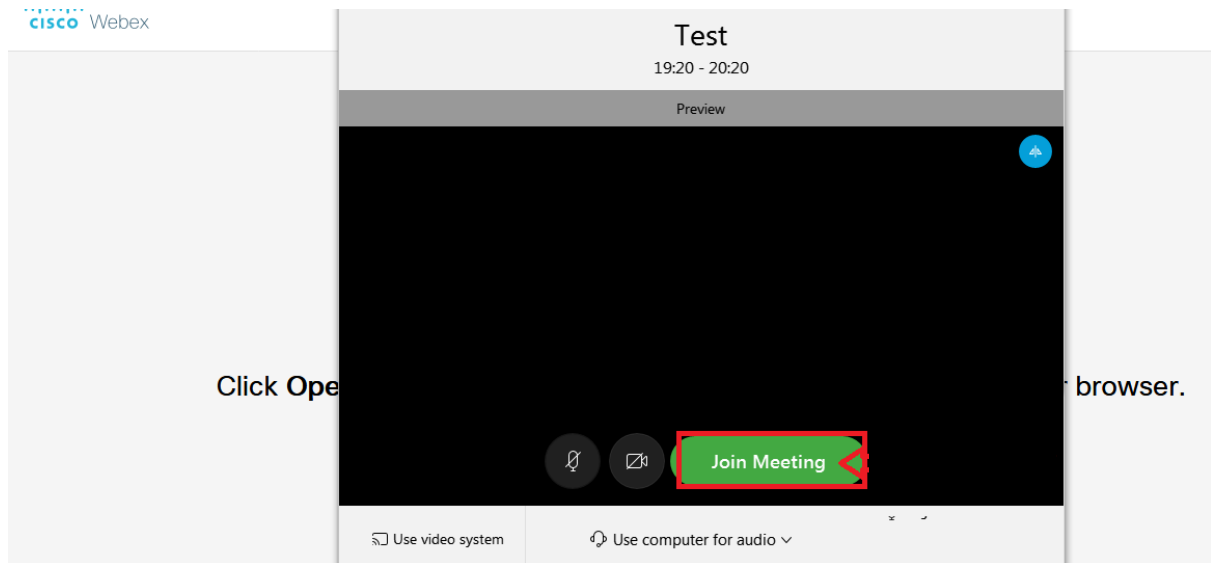 cisco Webex
Test
19:20 - 20:20
Preview
Click Ope
browser.
Join Meeting
Use video system
Use computer for audio